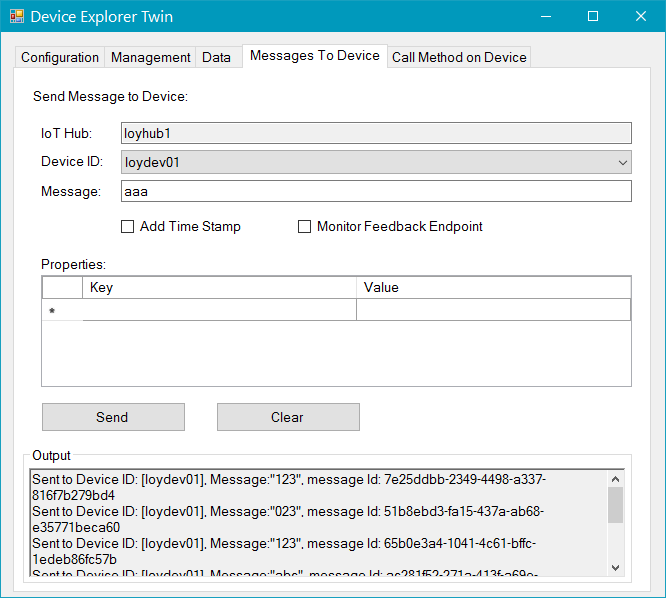 Device Explorer Twin
Configuration Management Data Messages To Device Call Method on Device
Send Message to Device:
IoT Hub: loyhub1
Device ID: loydev01
Message: aaa
Add Time Stamp Monitor Feedback Endpoint
Properties:
Key Value
*
Send Clear
Output
Sent to Device ID: [loydev01], Message:"123", message Id: 7e25ddbb-2349-4498-a337-
816f7b279bd4
Sent to Device ID: [loydev01], Message:"023", message Id: 51b8ebd3-fa15-437a-ab68-
e35771beca60
Sent to Device ID: [loydev01], Message:"123", message Id: 65b0e3a4-1041-4c61-bffc-
1edeb86fc57b
Sent to Device ID: [loydev01], Message:"abc", message Id: ac281f52-271a-413f-a69e-